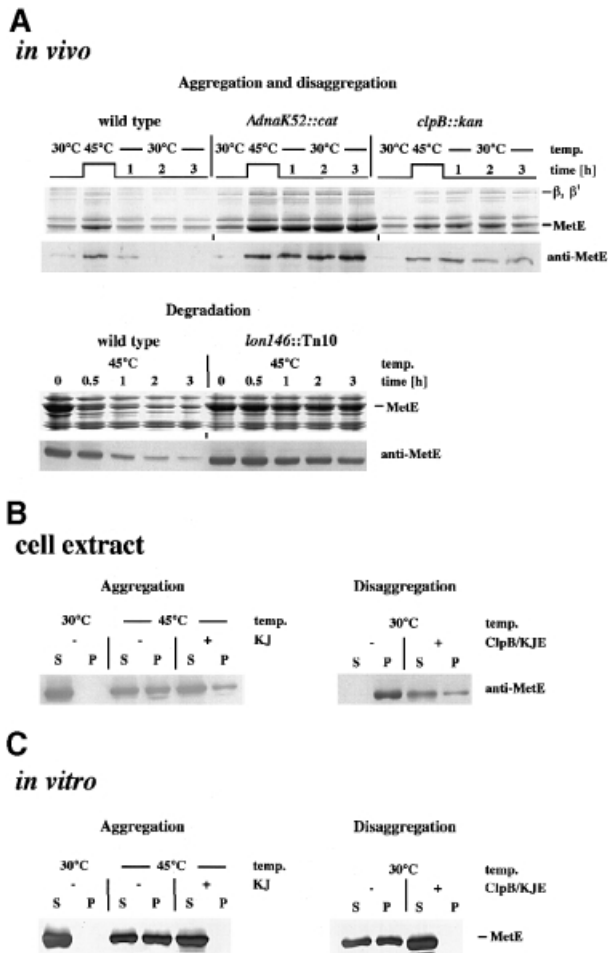 A
in vivo
Aggregation and disaggregation
wild type ΔdnaK52::cat clpB::kan
30°C 45°C — 30°C — 30°C 45°C — 30°C — 30°C 45°C — 30°C — temp.
1 2 3 1 2 3 1 2 3 time [h]
– β, β'
– MetE
anti-MetE
Degradation
wild type lon146::Tn10
45°C 45°C temp.
0 0.5 1 2 3 0 0.5 1 2 3 time [h]
– MetE
anti-MetE
B
cell extract
Aggregation Disaggregation
30°C — 45°C — temp. 30°C temp.
- - + KJ - + ClpB/KJE
S P S P S P S P S P
anti-MetE
C
in vitro
Aggregation Disaggregation
30°C — 45°C — temp. 30°C temp.
- - + KJ - + ClpB/KJE
S P S P S P S P S P
– MetE